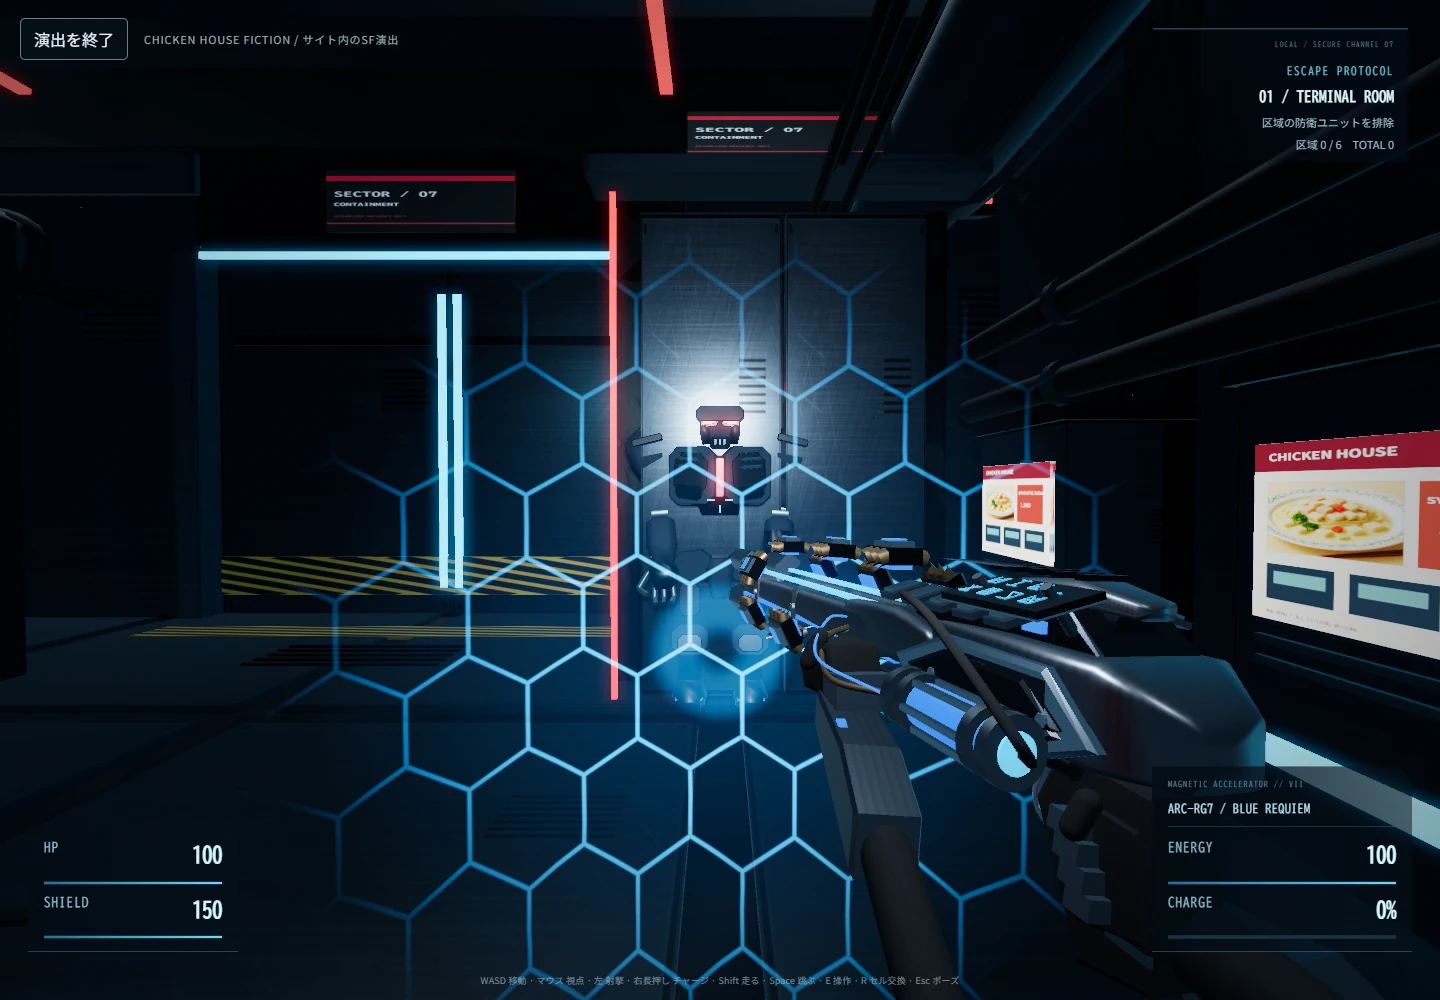 演出を終了
CHICKEN HOUSE FICTION / サイト内のSF演出
LOCAL / SECURE CHANNEL 07
ESCAPE PROTOCOL
01 / TERMINAL ROOM
区域の防衛ユニットを排除
区域 0 / 6 TOTAL 0
SECTOR / 07
CONTAINMENT
SECTOR / 07
CONTAINMENT
CHICKEN HOUSE
CHICKEN HOUSE
HP
100
SHIELD
150
MAGNETIC ACCELERATOR // VII
ARC-RG7 / BLUE REQUIEM
ENERGY
100
CHARGE
0%
WASD 移動 · マウス 視点 · 左 射撃 · 右長押し チャージ · Shift 走る · Space 跳ぶ · E 操作 · R セル交換 · Esc ポーズ